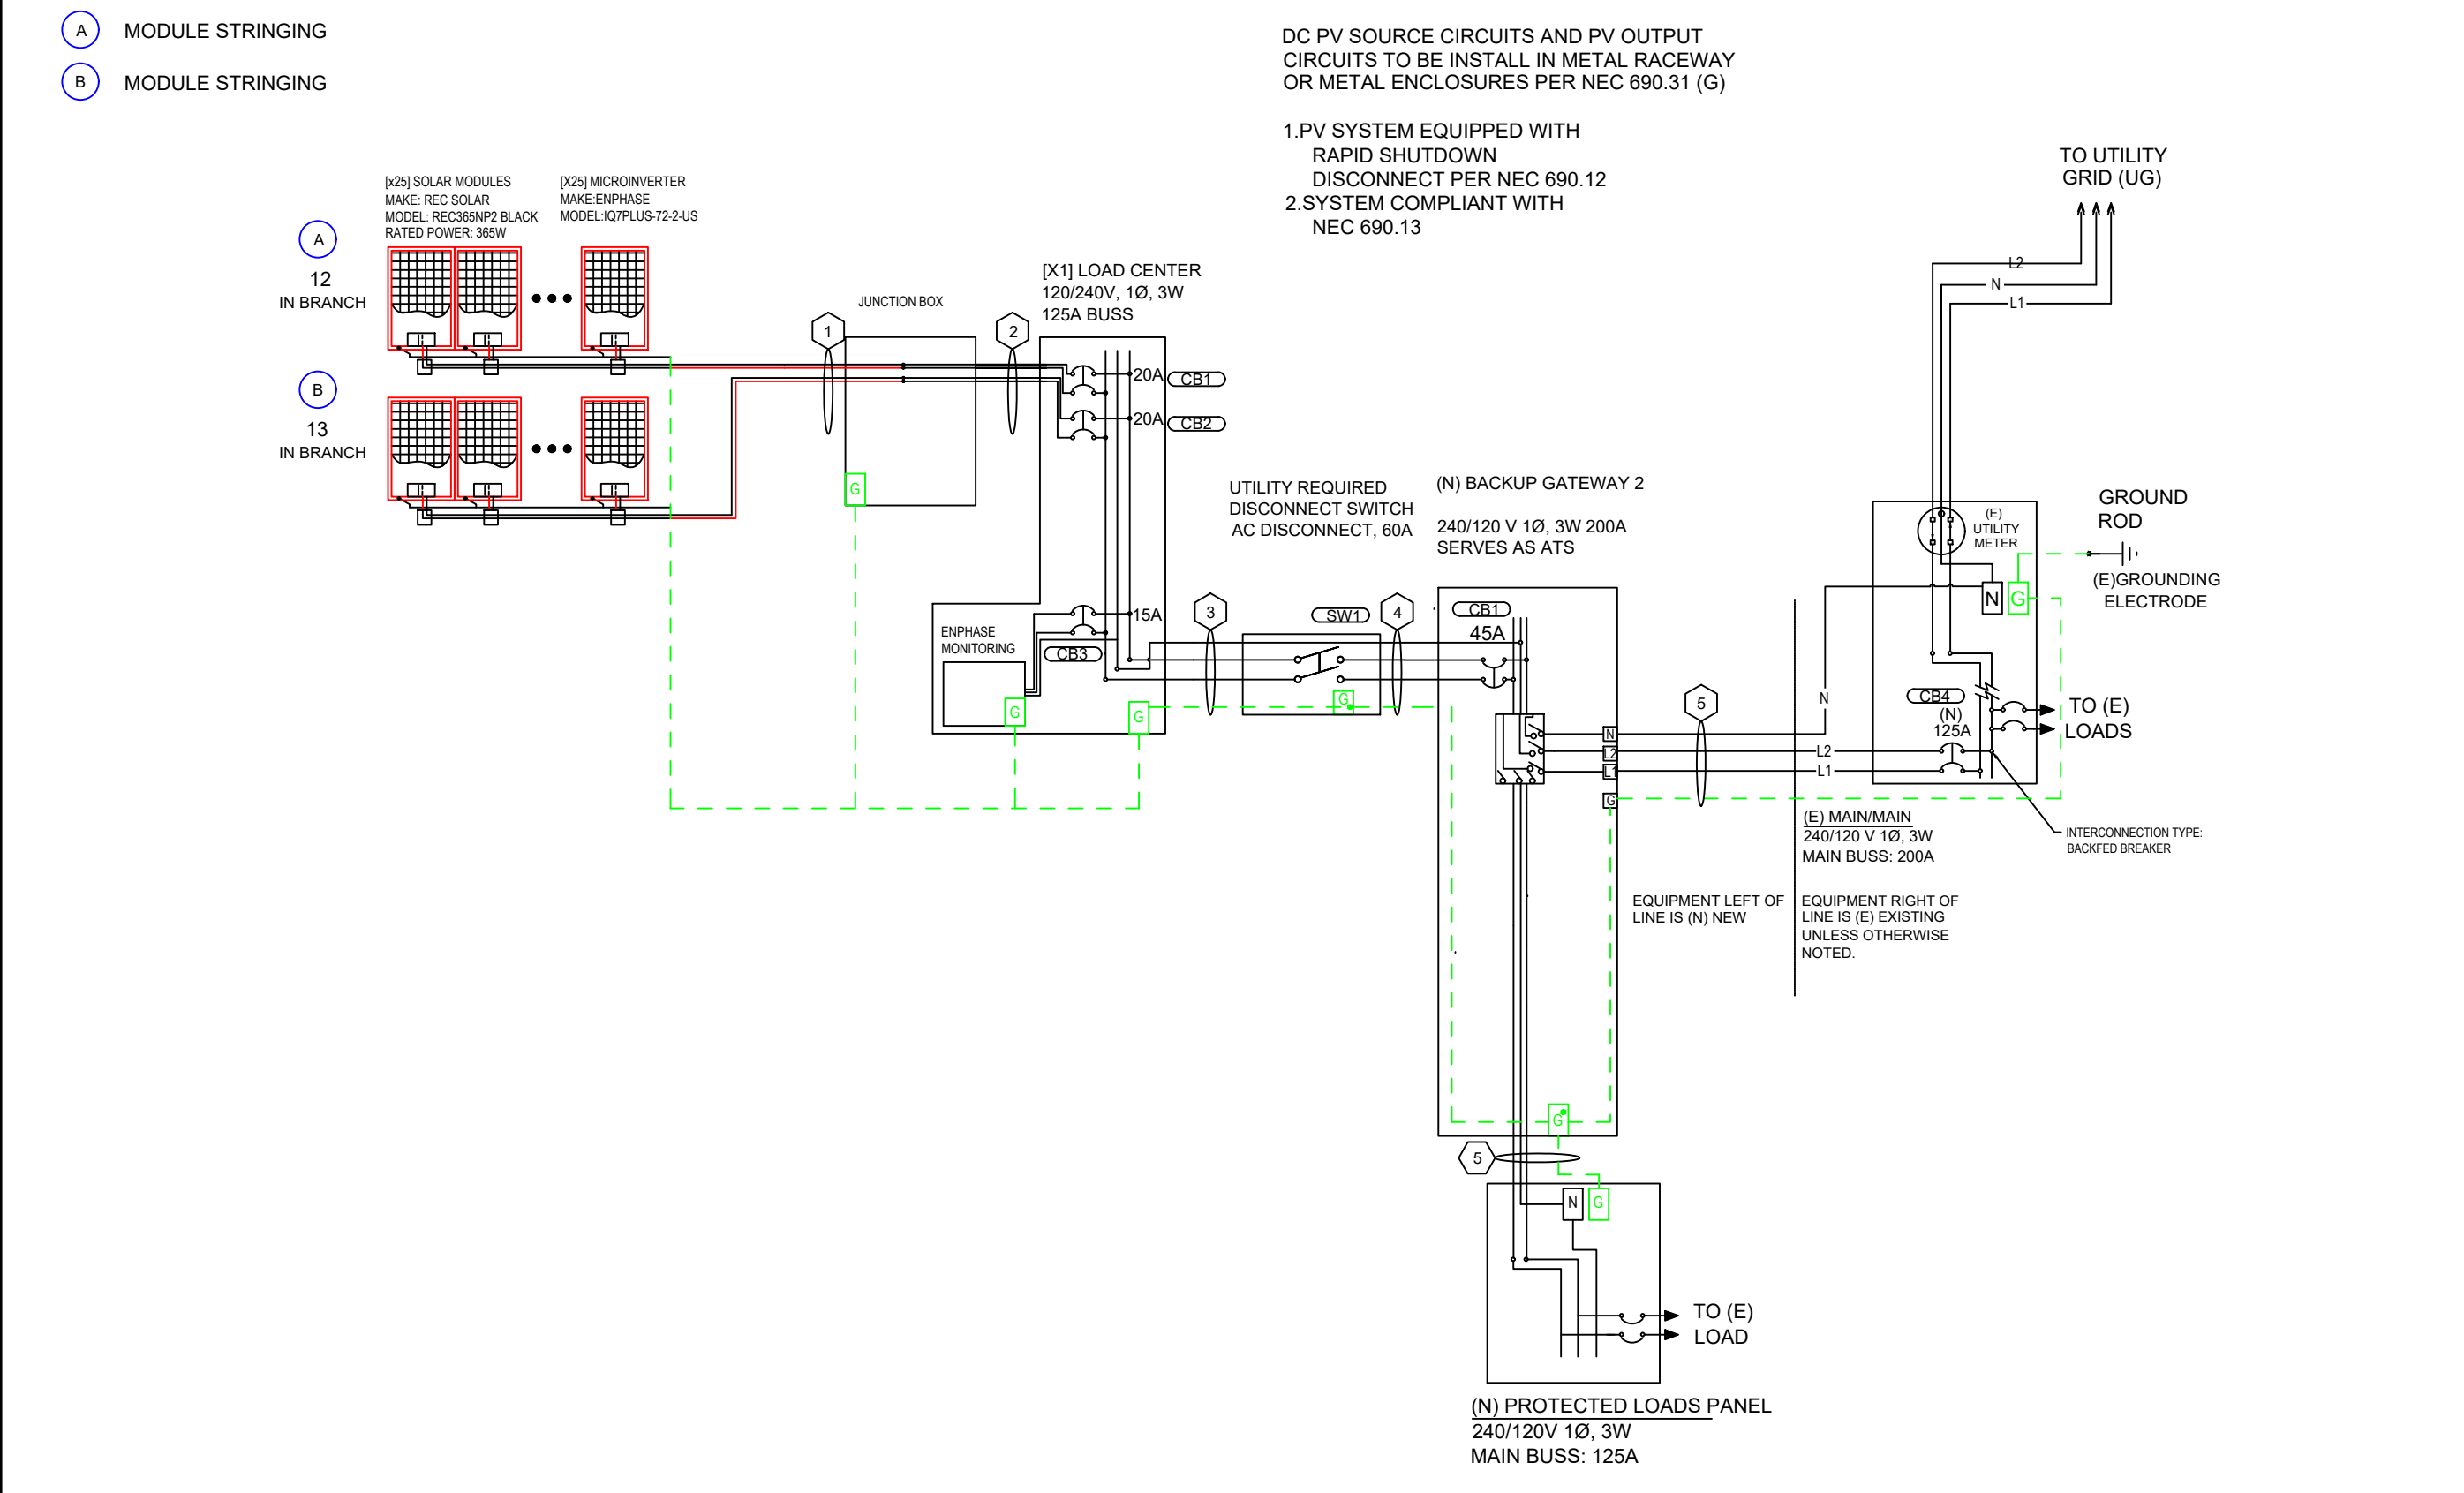 A MODULE STRINGING
B MODULE STRINGING
DC PV SOURCE CIRCUITS AND PV OUTPUT
CIRCUITS TO BE INSTALL IN METAL RACEWAY
OR METAL ENCLOSURES PER NEC 690.31 (G)
1.PV SYSTEM EQUIPPED WITH
RAPID SHUTDOWN
DISCONNECT PER NEC 690.12
2.SYSTEM COMPLIANT WITH
NEC 690.13
TO UTILITY
GRID (UG)
L2
N
L1
[x25] SOLAR MODULES
MAKE: REC SOLAR
MODEL: REC365NP2 BLACK
RATED POWER: 365W
[X25] MICROINVERTER
MAKE:ENPHASE
MODEL:IQ7PLUS-72-2-US
A
12
IN BRANCH
B
13
IN BRANCH
JUNCTION BOX
1
G
2
[X1] LOAD CENTER
120/240V, 1Ø, 3W
125A BUSS
20A CB1
20A CB2
15A
CB3
ENPHASE
MONITORING
G
G
3
UTILITY REQUIRED
DISCONNECT SWITCH
AC DISCONNECT, 60A
SW1
G
4
(N) BACKUP GATEWAY 2
240/120 V 1Ø, 3W 200A
SERVES AS ATS
CB1
45A
N
L2
L1
G
G
5
N
L2
L1
(E)
UTILITY
METER
N G
GROUND
ROD
(E)GROUNDING
ELECTRODE
CB4
(N)
125A
TO (E)
LOADS
(E) MAIN/MAIN
240/120 V 1Ø, 3W
MAIN BUSS: 200A
INTERCONNECTION TYPE:
BACKFED BREAKER
EQUIPMENT LEFT OF
LINE IS (N) NEW
EQUIPMENT RIGHT OF
LINE IS (E) EXISTING
UNLESS OTHERWISE
NOTED.
5
N G
TO (E)
LOAD
(N) PROTECTED LOADS PANEL
240/120V 1Ø, 3W
MAIN BUSS: 125A